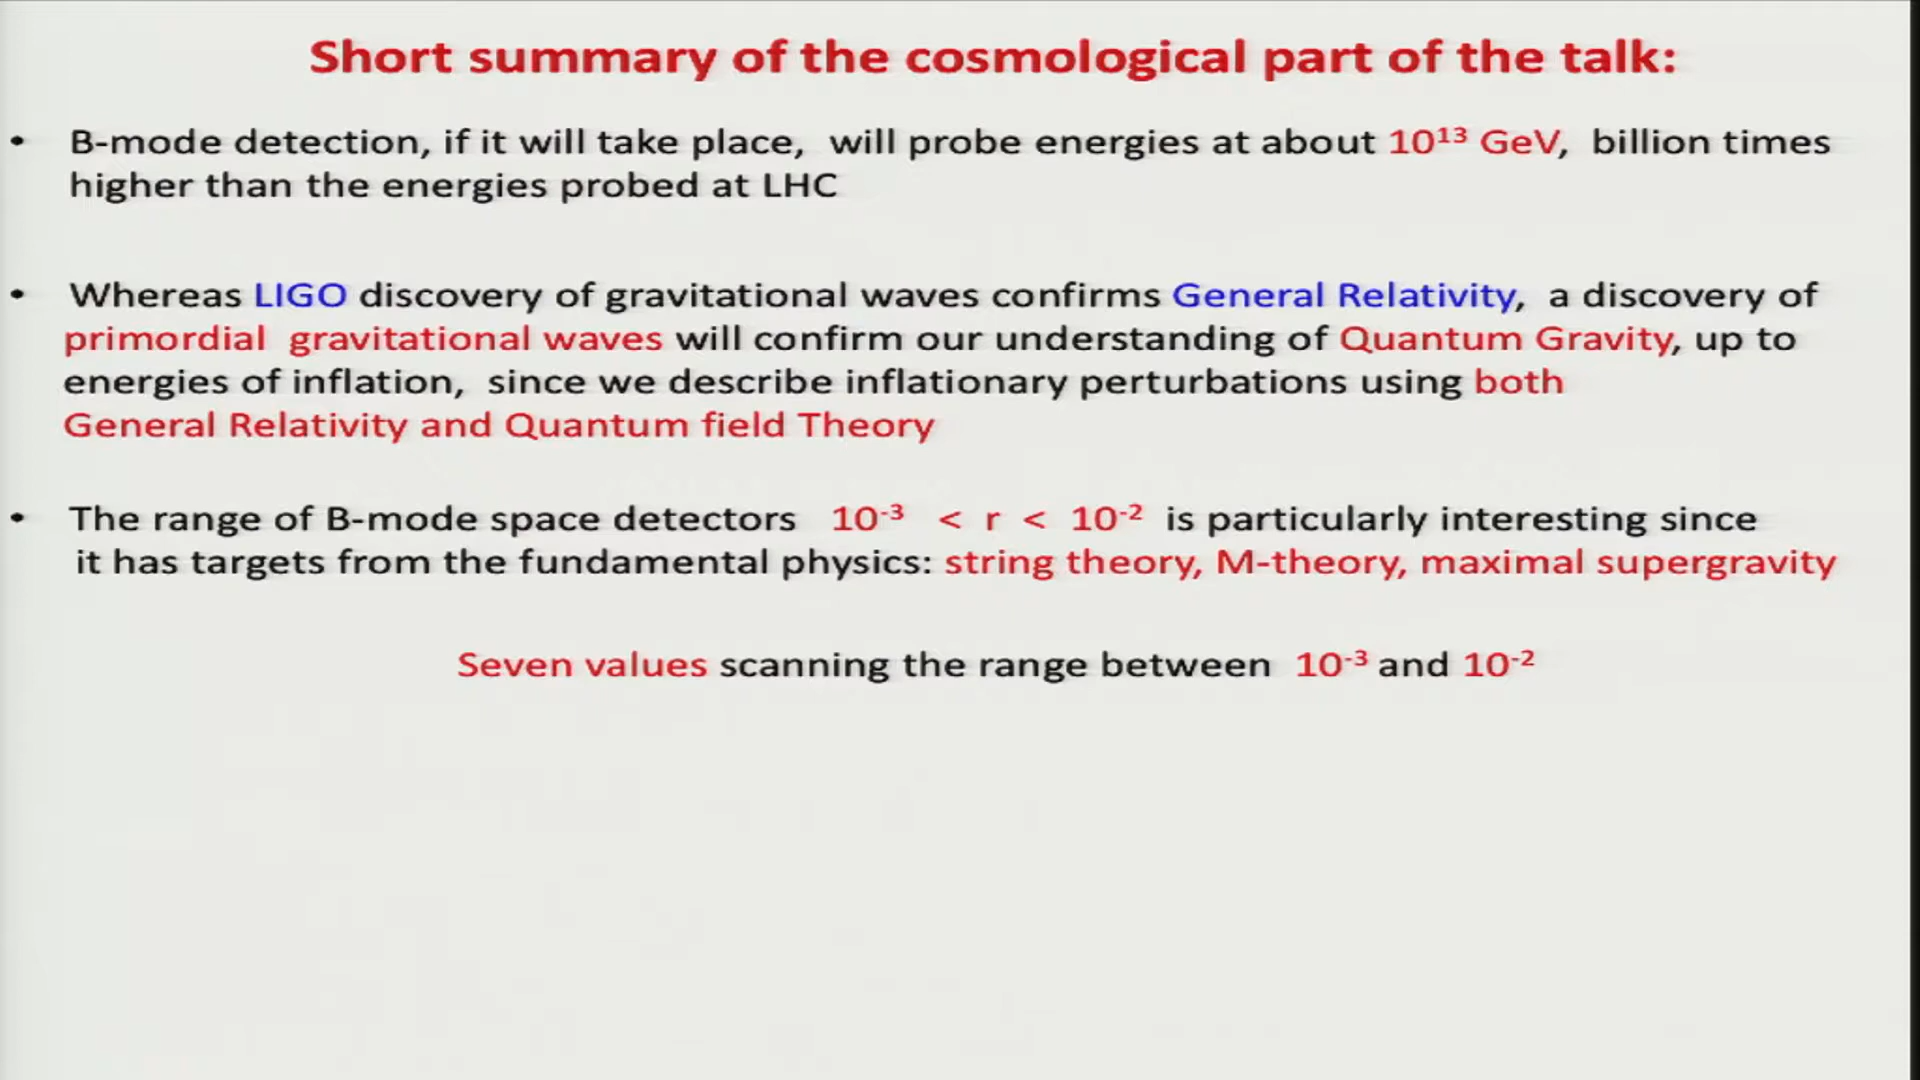 Short summary of the cosmological part of the talk:
• B-mode detection, if it will take place, will probe energies at about 10¹³ GeV, billion times
higher than the energies probed at LHC
• Whereas LIGO discovery of gravitational waves confirms General Relativity, a discovery of
primordial gravitational waves will confirm our understanding of Quantum Gravity, up to
energies of inflation, since we describe inflationary perturbations using both
General Relativity and Quantum field Theory
• The range of B-mode space detectors 10⁻³ < r < 10⁻² is particularly interesting since
it has targets from the fundamental physics: string theory, M-theory, maximal supergravity
Seven values scanning the range between 10⁻³ and 10⁻²